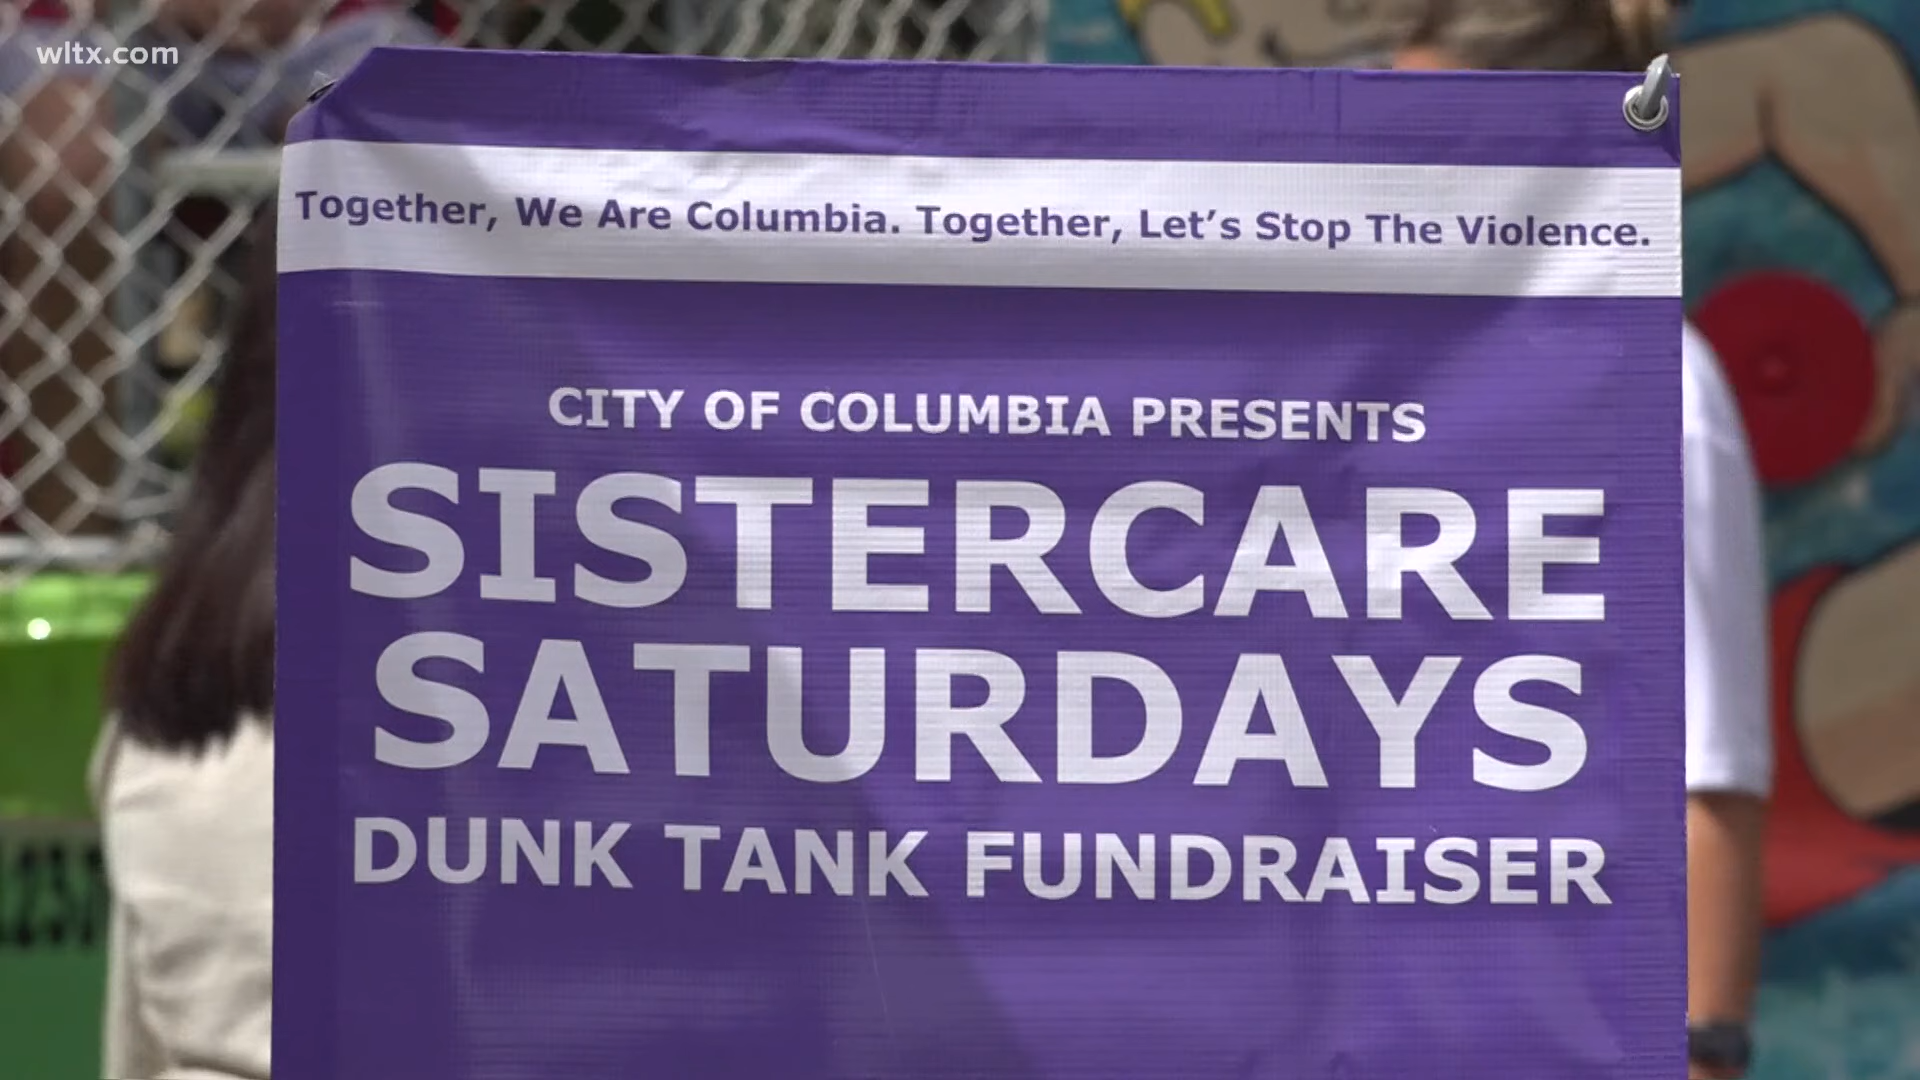 wltx.com
Together, We Are Columbia. Together, Let's Stop The Violence.
CITY OF COLUMBIA PRESENTS
SISTERCARE
SATURDAYS
DUNK TANK FUNDRAISER